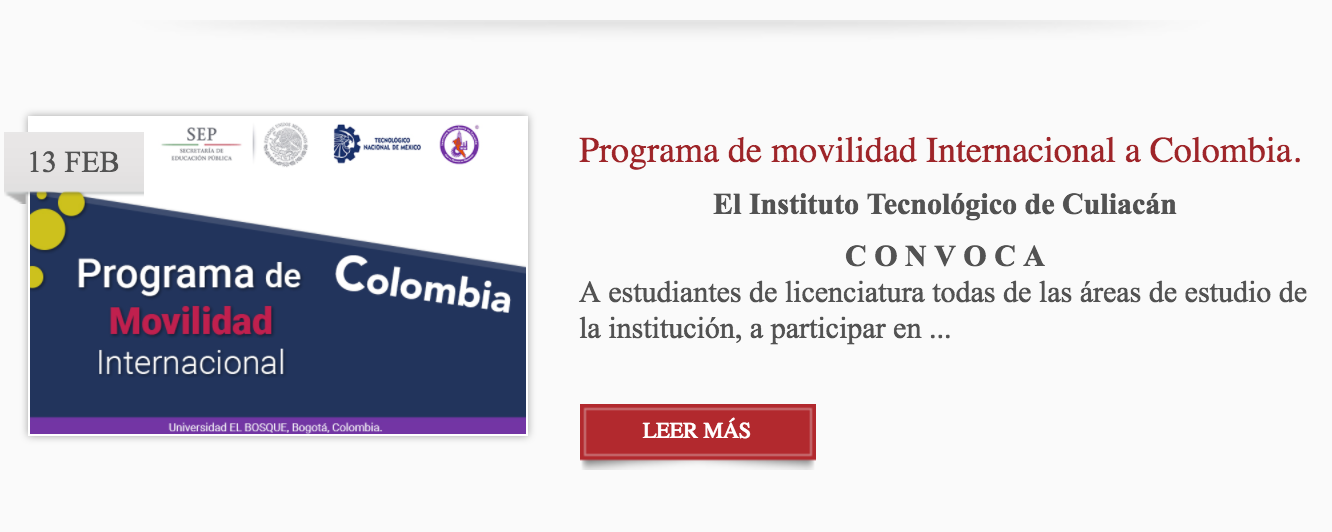 SEP
SECRETARÍA DE
EDUCACIÓN PÚBLICA
TECNOLÓGICO
NACIONAL DE MÉXICO
13 FEB
Programa de
Movilidad
Internacional
Colombia
Universidad EL BOSQUE, Bogotá, Colombia.
Programa de movilidad Internacional a Colombia.
El Instituto Tecnológico de Culiacán
C O N V O C A
A estudiantes de licenciatura todas de las áreas de estudio de
la institución, a participar en ...
LEER MÁS